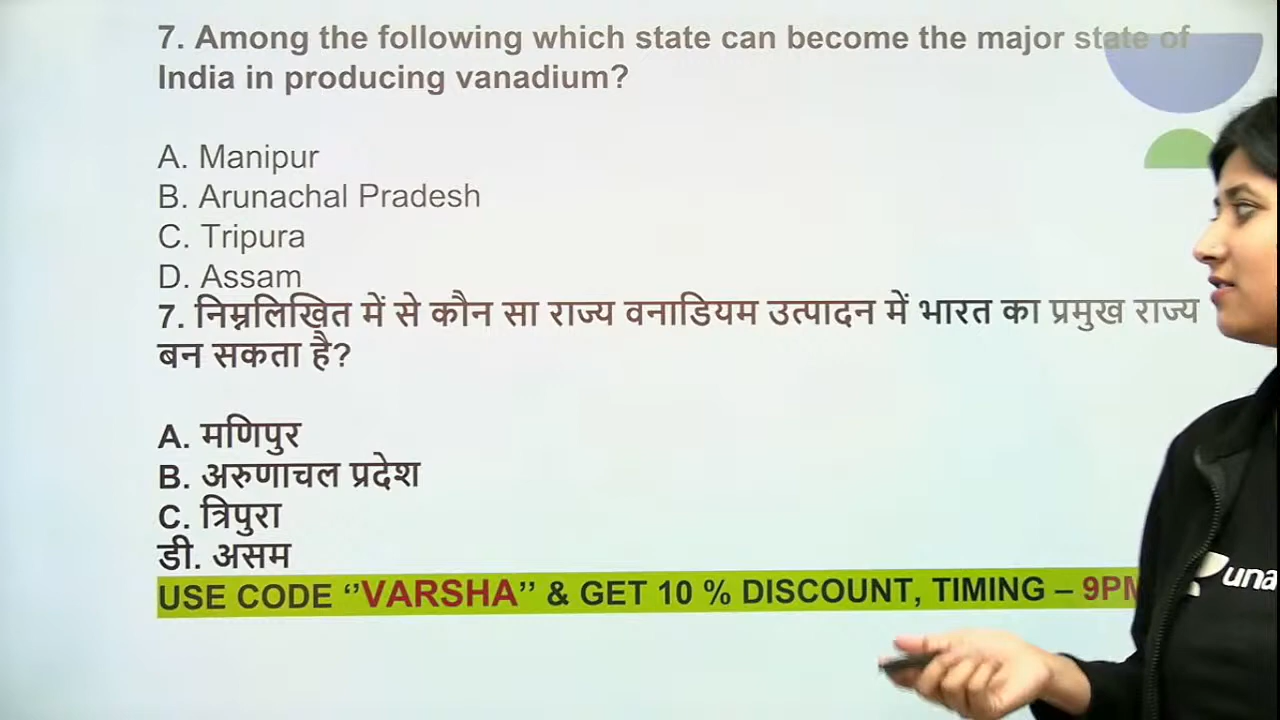 7. Among the following which state can become the major state of
India in producing vanadium?
A. Manipur
B. Arunachal Pradesh
C. Tripura
D. Assam
7. निम्नलिखित में से कौन सा राज्य वनाडियम उत्पादन में भारत का प्रमुख राज्य
बन सकता है?
A. मणिपुर
B. अरुणाचल प्रदेश
C. त्रिपुरा
डी. असम
USE CODE ‘’VARSHA’’ & GET 10 % DISCOUNT, TIMING – 9PM
una